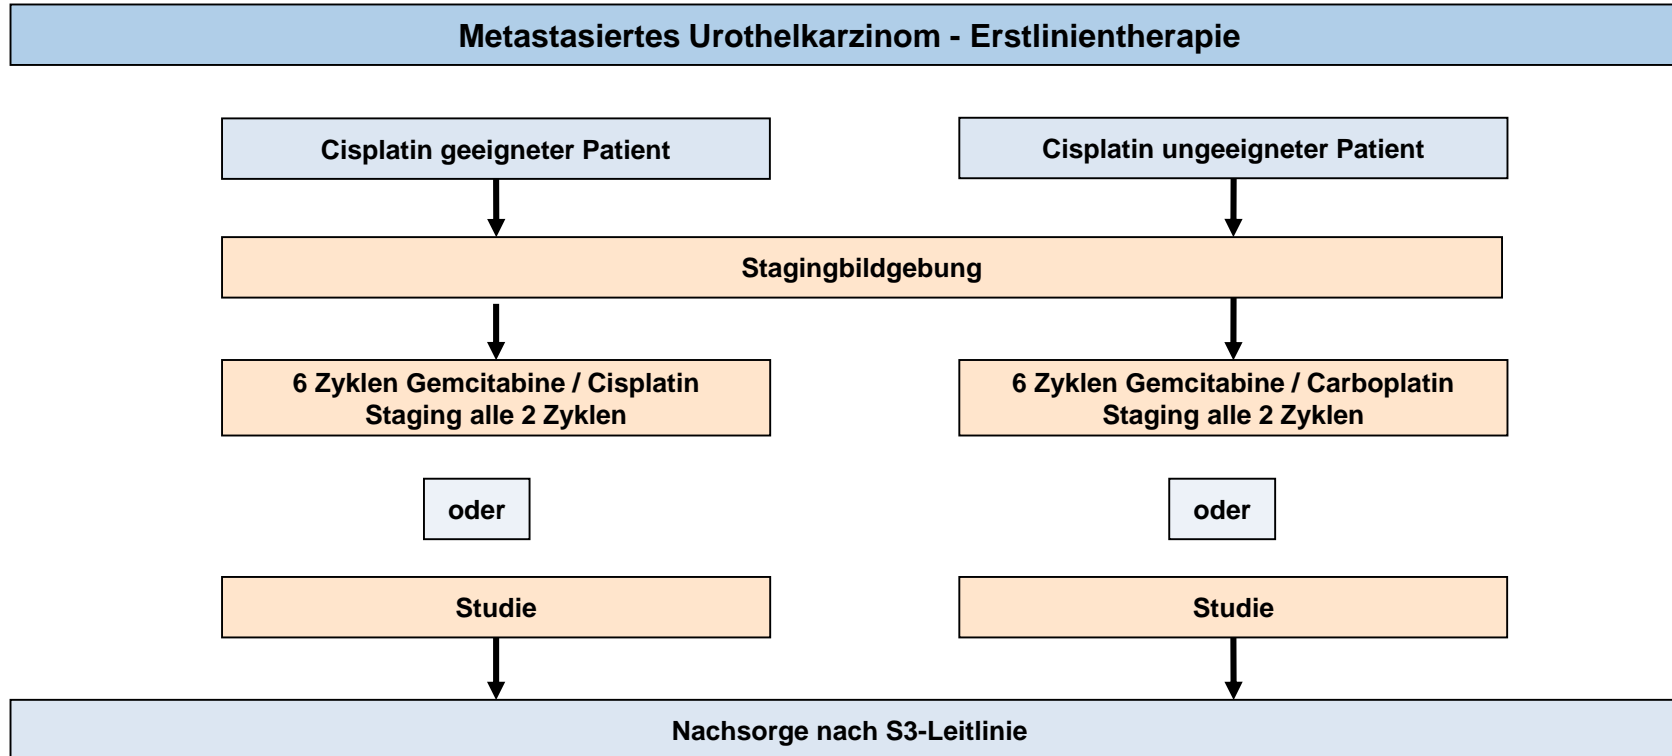 Metastasiertes Urothelkarzinom - Erstlinientherapie
Cisplatin geeigneter Patient
Cisplatin ungeeigneter Patient
Stagingbildgebung
6 Zyklen Gemcitabine / Cisplatin
Staging alle 2 Zyklen
6 Zyklen Gemcitabine / Carboplatin
Staging alle 2 Zyklen
oder
oder
Studie
Studie
Nachsorge nach S3-Leitlinie